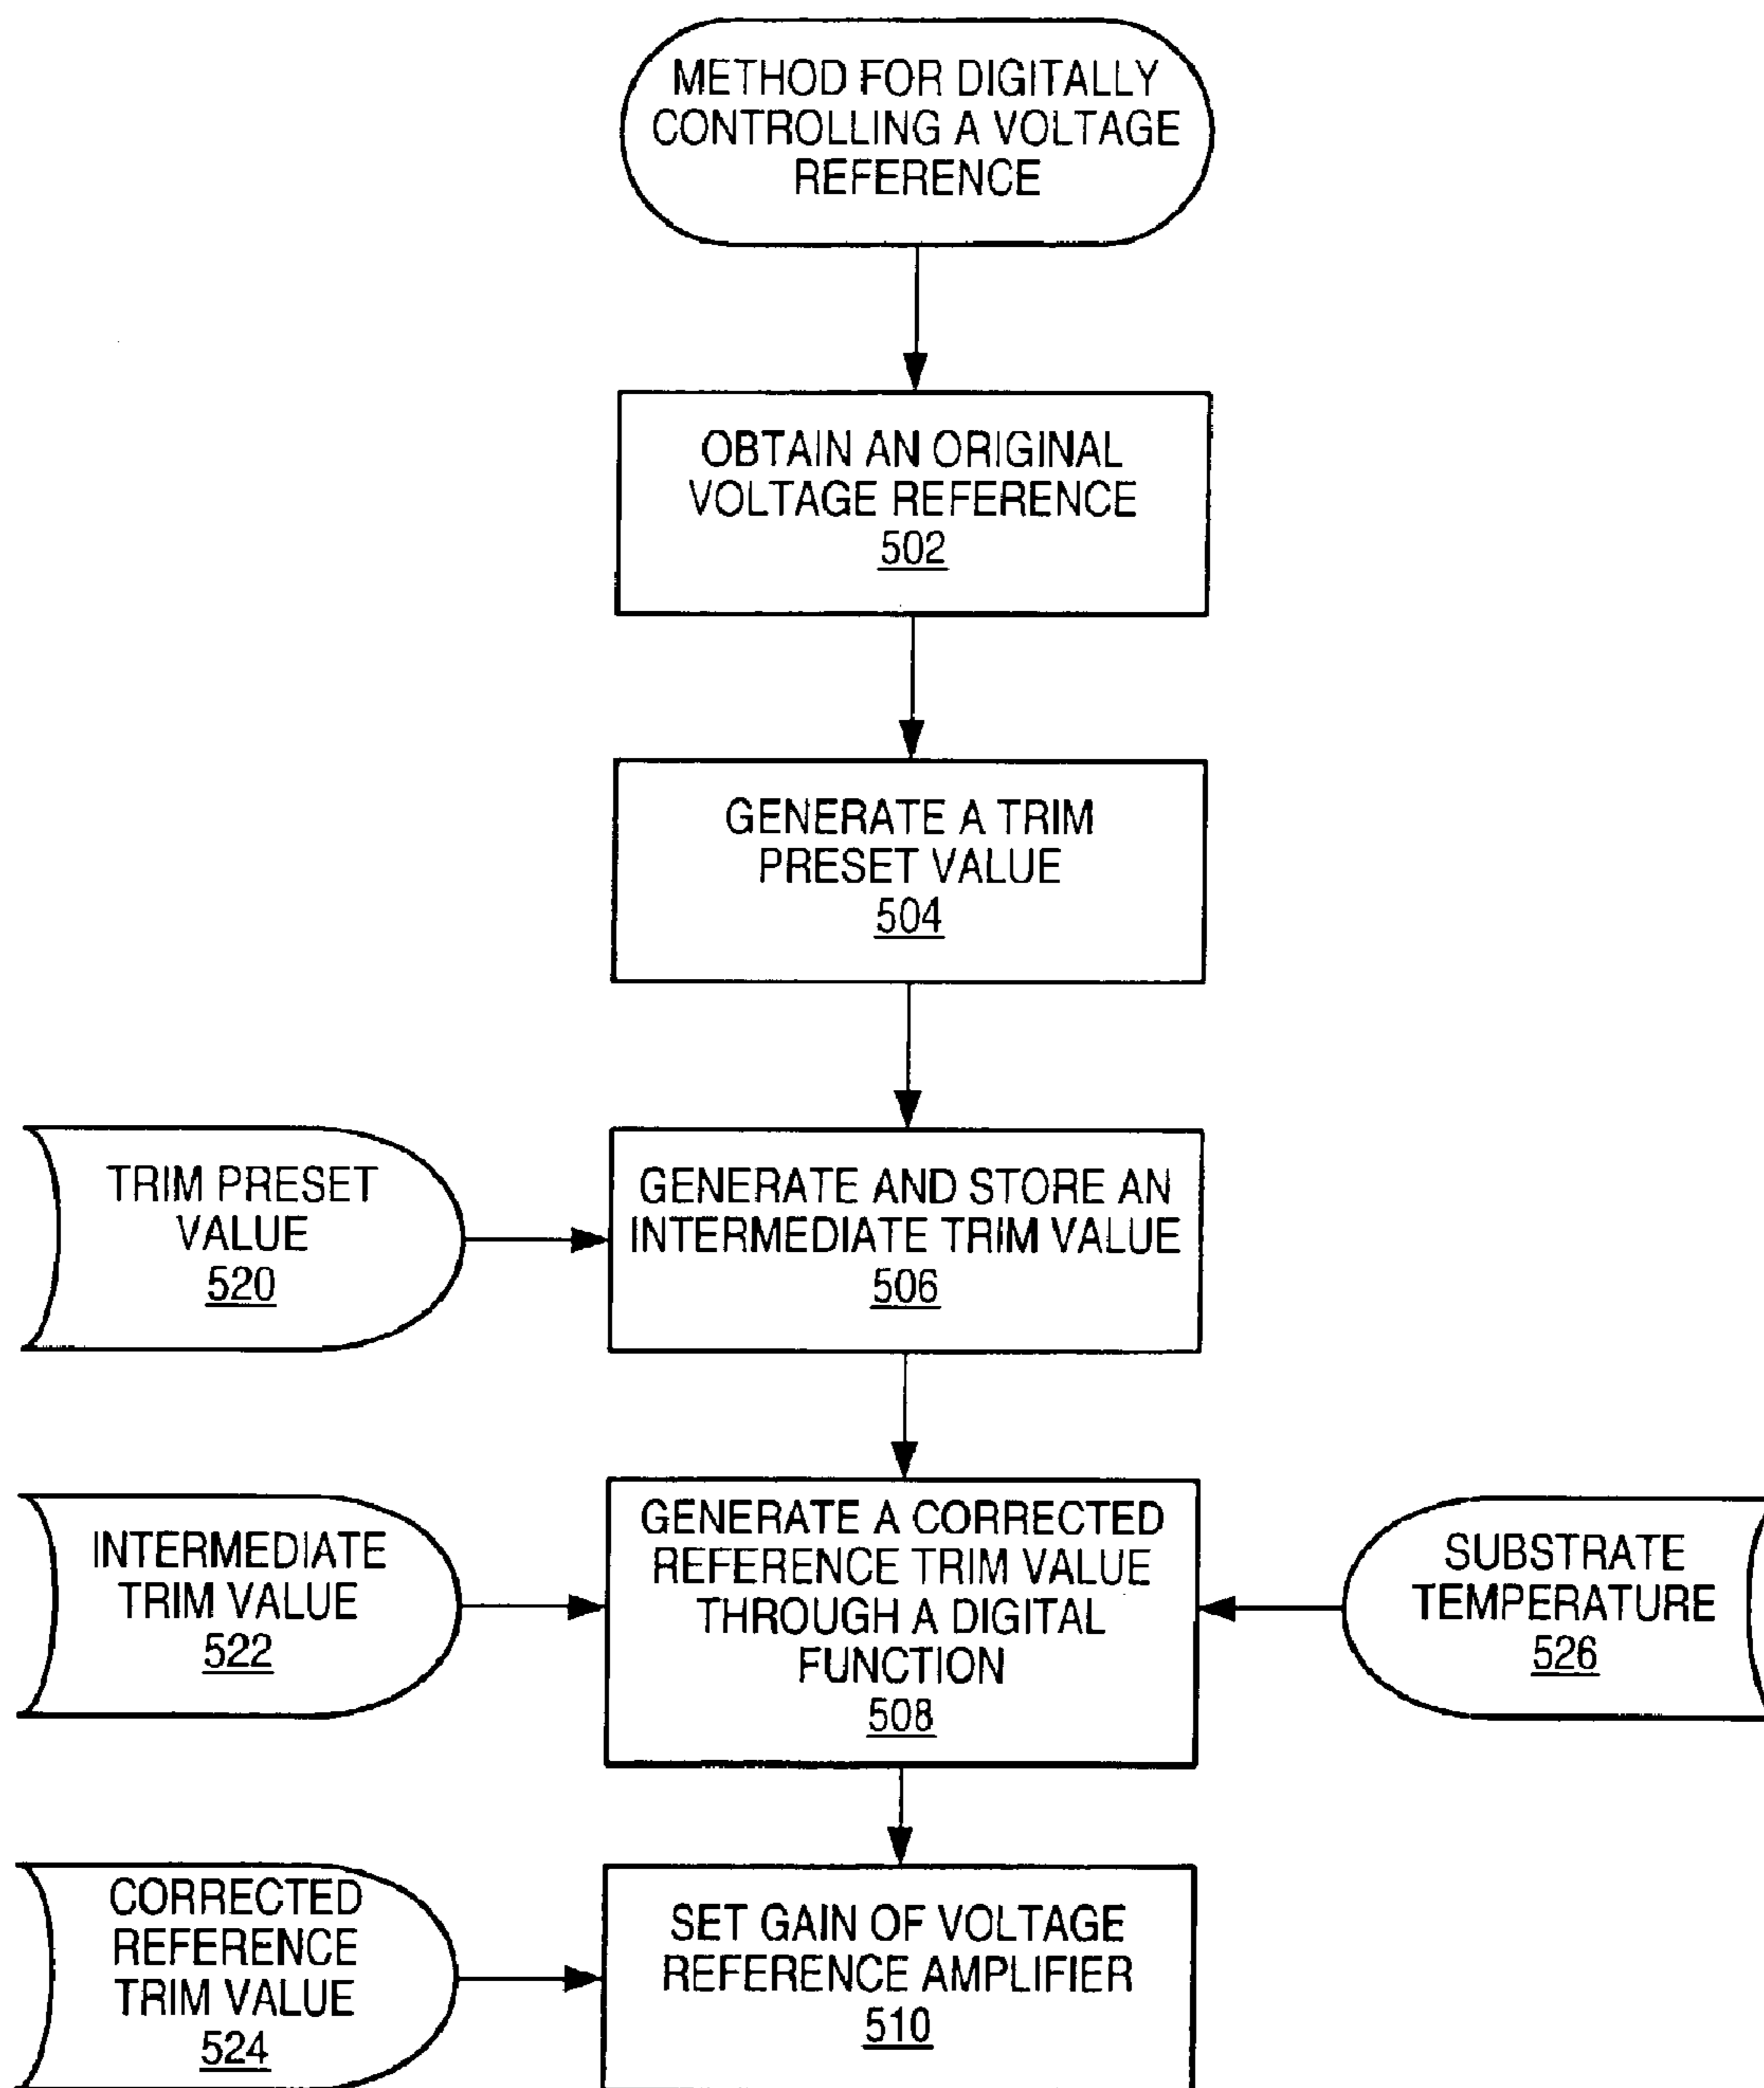 METHOD FOR DIGITALLY
CONTROLLING A VOLTAGE
REFERENCE
OBTAIN AN ORIGINAL
VOLTAGE REFERENCE
502
GENERATE A TRIM
PRESET VALUE
504
TRIM PRESET
VALUE
520
GENERATE AND STORE AN
INTERMEDIATE TRIM VALUE
506
INTERMEDIATE
TRIM VALUE
522
GENERATE A CORRECTED
REFERENCE TRIM VALUE
THROUGH A DIGITAL
FUNCTION
508
SUBSTRATE
TEMPERATURE
526
CORRECTED
REFERENCE
TRIM VALUE
524
SET GAIN OF VOLTAGE
REFERENCE AMPLIFIER
510